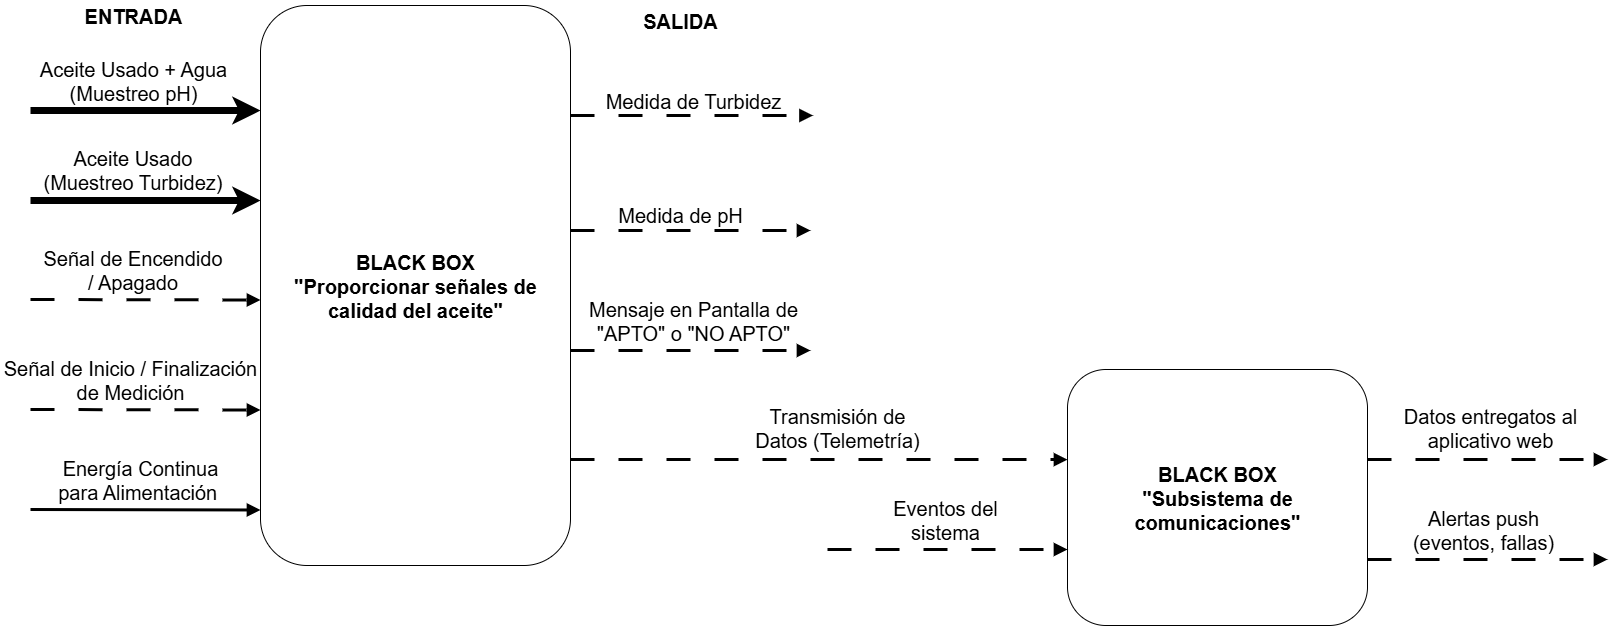 ENTRADA
SALIDA
Aceite Usado + Agua
(Muestreo pH)
Aceite Usado
(Muestreo Turbidez)
Señal de Encendido
/ Apagado
Señal de Inicio / Finalización
de Medición
Energía Continua
para Alimentación
BLACK BOX
"Proporcionar señales de
calidad del aceite"
Medida de Turbidez
Medida de pH
Mensaje en Pantalla de
"APTO" o "NO APTO"
Transmisión de
Datos (Telemetría)
Eventos del
sistema
BLACK BOX
"Subsistema de
comunicaciones"
Datos entregatos al
aplicativo web
Alertas push
(eventos, fallas)